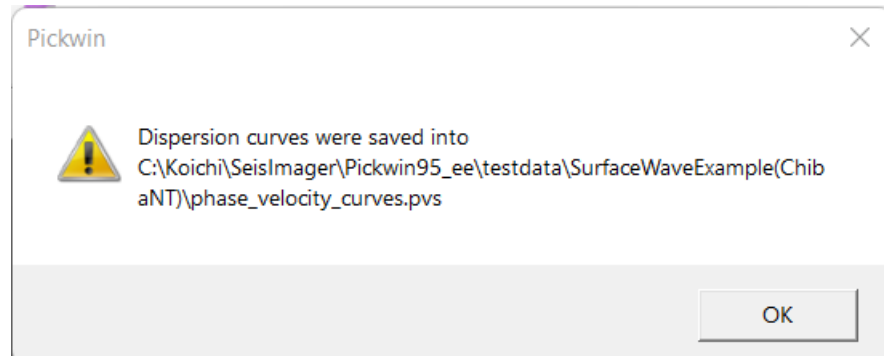 Pickwin
Dispersion curves were saved into
C:\Koichi\SeisImager\Pickwin95_ee\testdata\SurfaceWaveExample(Chib
aNT)\phase_velocity_curves.pvs
OK